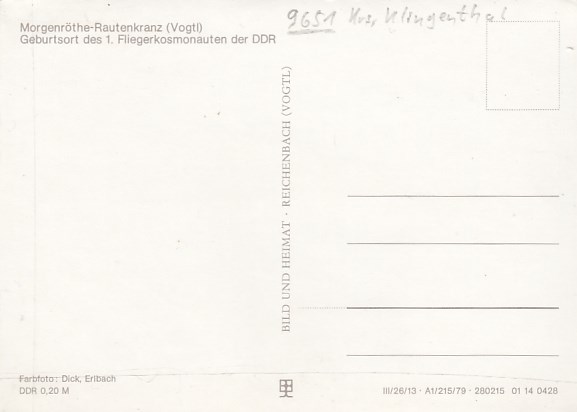 Morgenröthe-Rautenkranz (Vogtl)
Geburtsort des 1. Fliegerkosmonauten der DDR
9651 Krs, Klingenthal
BILD UND HEIMAT · REICHENBACH (VOGTL)
Farbfoto: Dick, Erlbach
DDR 0,20 M
III/26/13 · A1/215/79 · 280215 01 14 0428